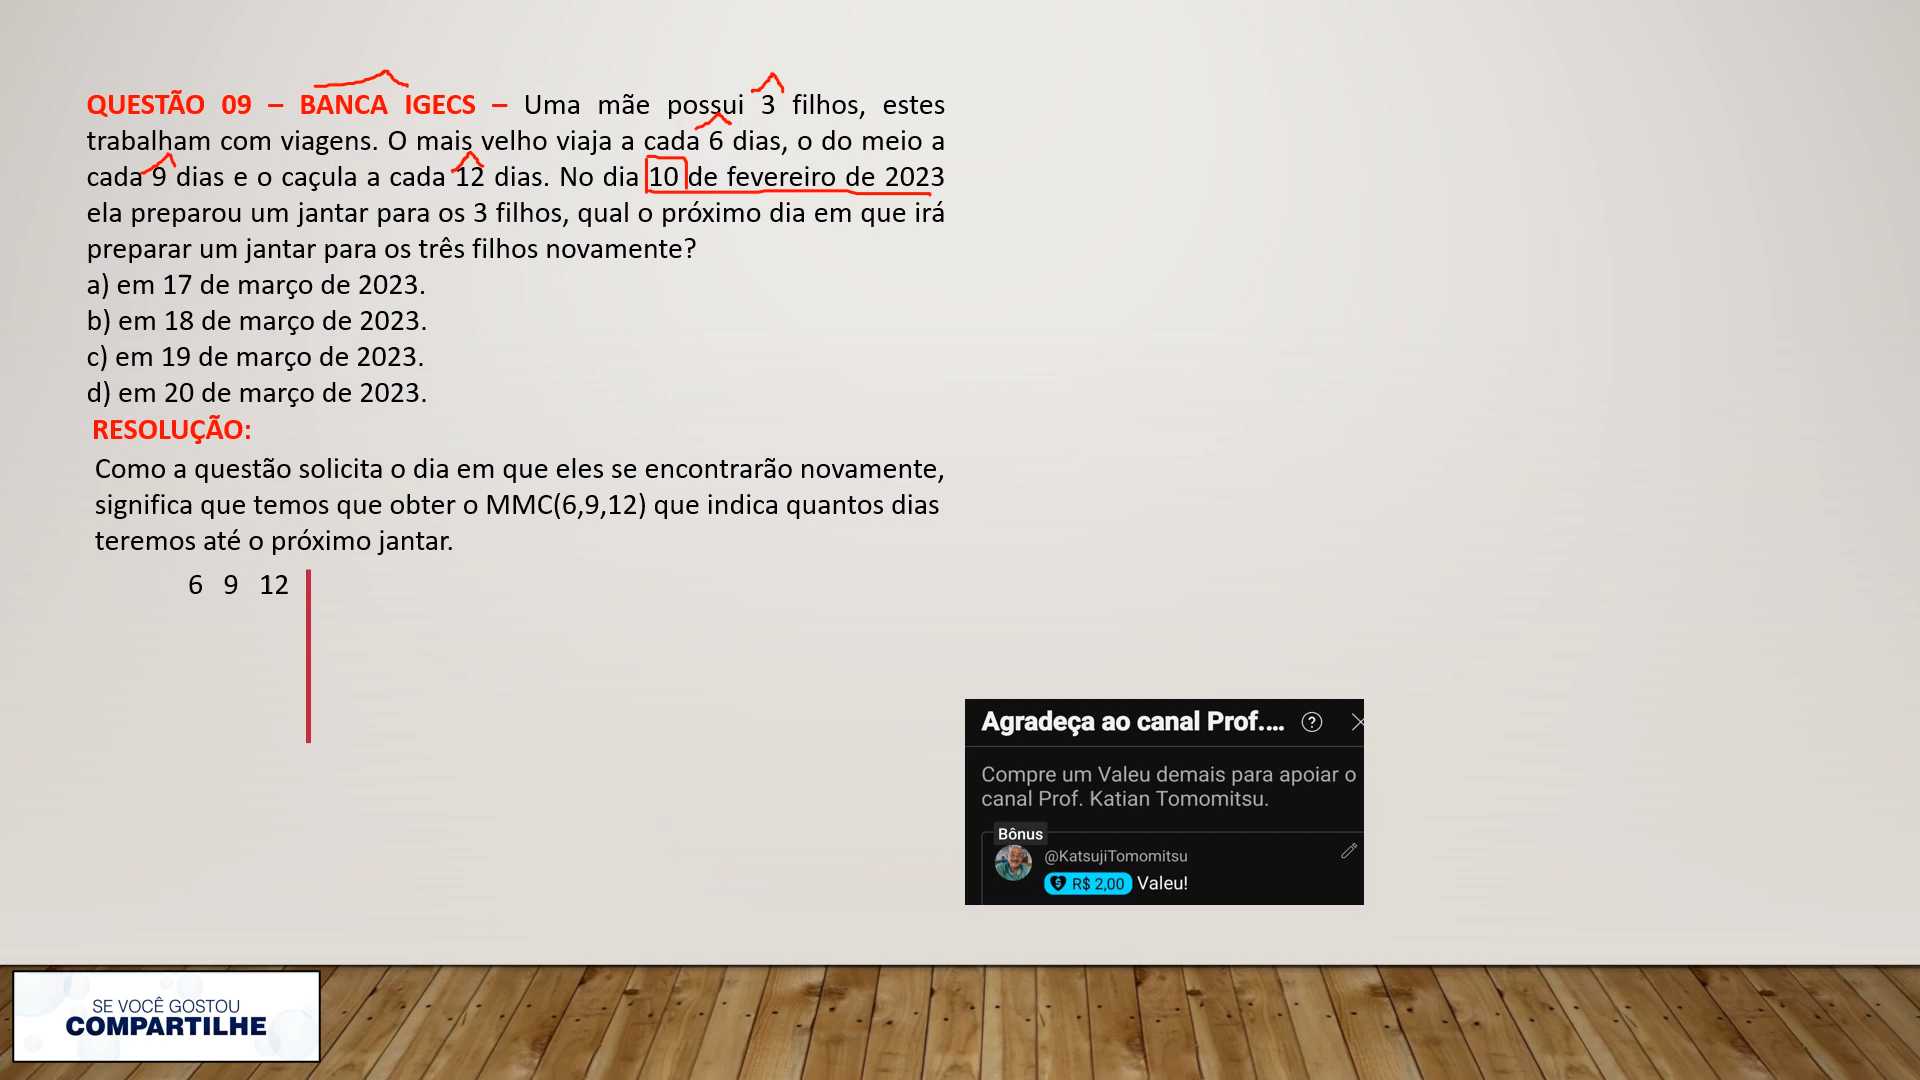 QUESTÃO 09 – BANCA IGECS – Uma mãe possui 3 filhos, estes
trabalham com viagens. O mais velho viaja a cada 6 dias, o do meio a
cada 9 dias e o caçula a cada 12 dias. No dia 10 de fevereiro de 2023
ela preparou um jantar para os 3 filhos, qual o próximo dia em que irá
preparar um jantar para os três filhos novamente?
a) em 17 de março de 2023.
b) em 18 de março de 2023.
c) em 19 de março de 2023.
d) em 20 de março de 2023.
RESOLUÇÃO:
Como a questão solicita o dia em que eles se encontrarão novamente,
significa que temos que obter o MMC(6,9,12) que indica quantos dias
teremos até o próximo jantar.
6 9 12
Agradeça ao canal Prof....
Compre um Valeu demais para apoiar o
canal Prof. Katian Tomomitsu.
Bônus
@KatsujiTomomitsu
R$ 2,00 Valeu!
SE VOCÊ GOSTOU
COMPARTILHE